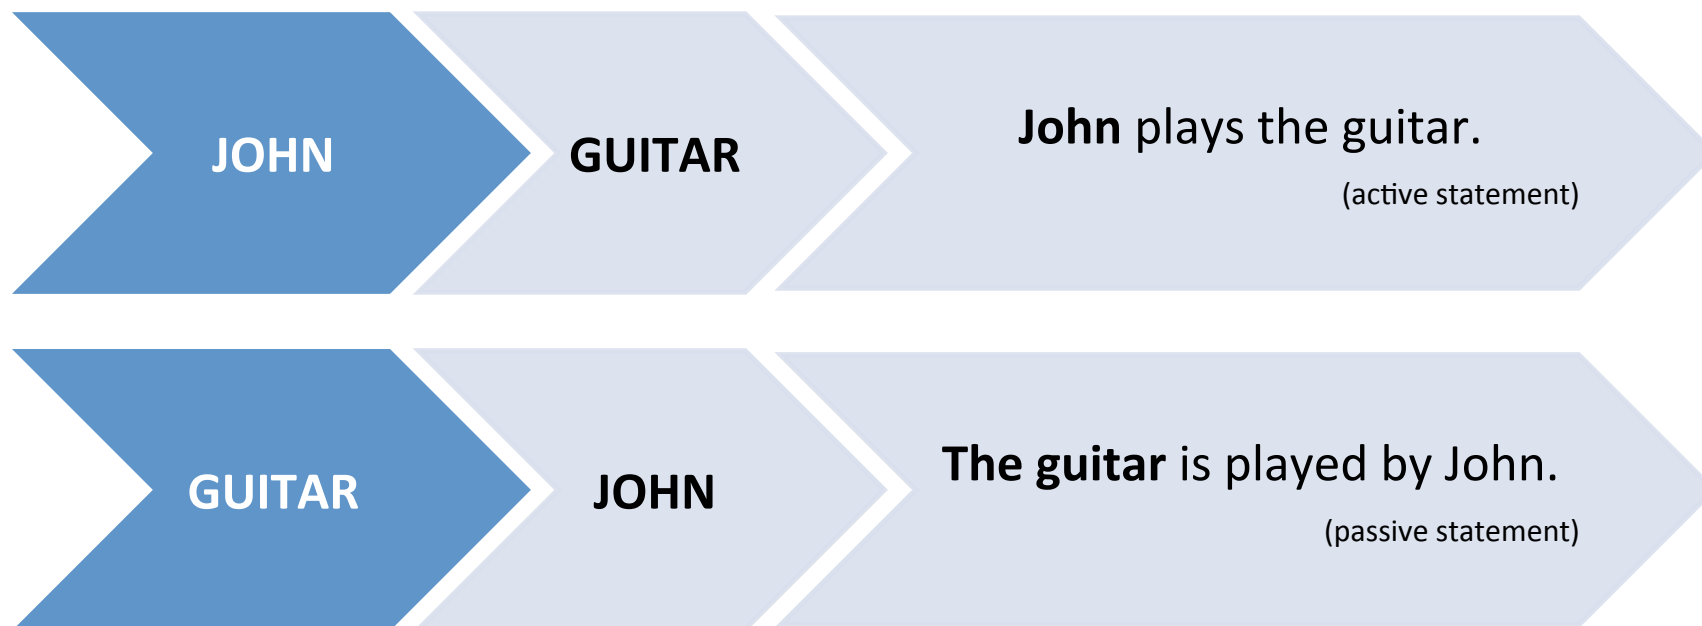 JOHN
GUITAR
John plays the guitar.
(active statement)
GUITAR
JOHN
The guitar is played by John.
(passive statement)